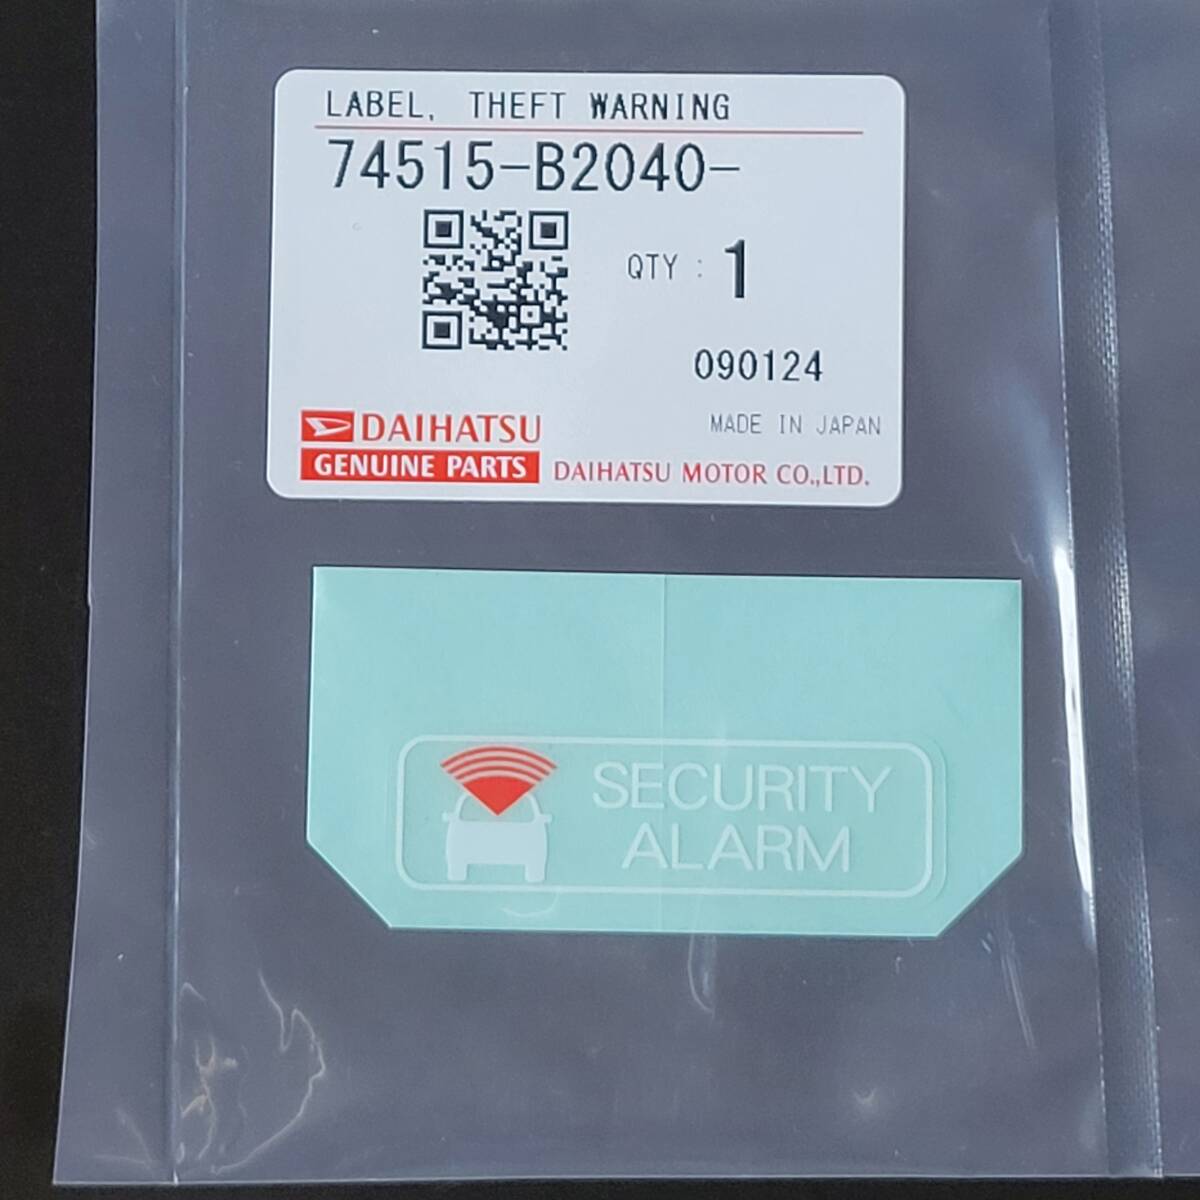 LABEL, THEFT WARNING
74515-B2040-
QTY : 1
090124
MADE IN JAPAN
DAIHATSU
GENUINE PARTS
DAIHATSU MOTOR CO.,LTD.
SECURITY
ALARM